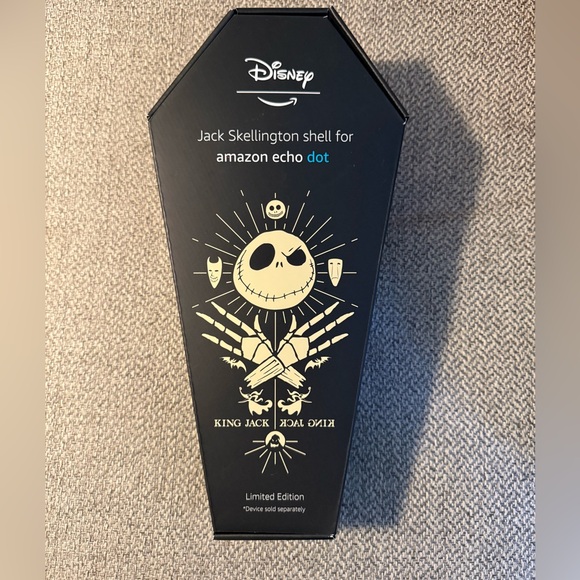 Disney
Jack Skellington shell for
amazon echo dot
KING JACK KING JACK
Limited Edition
*Device sold separately